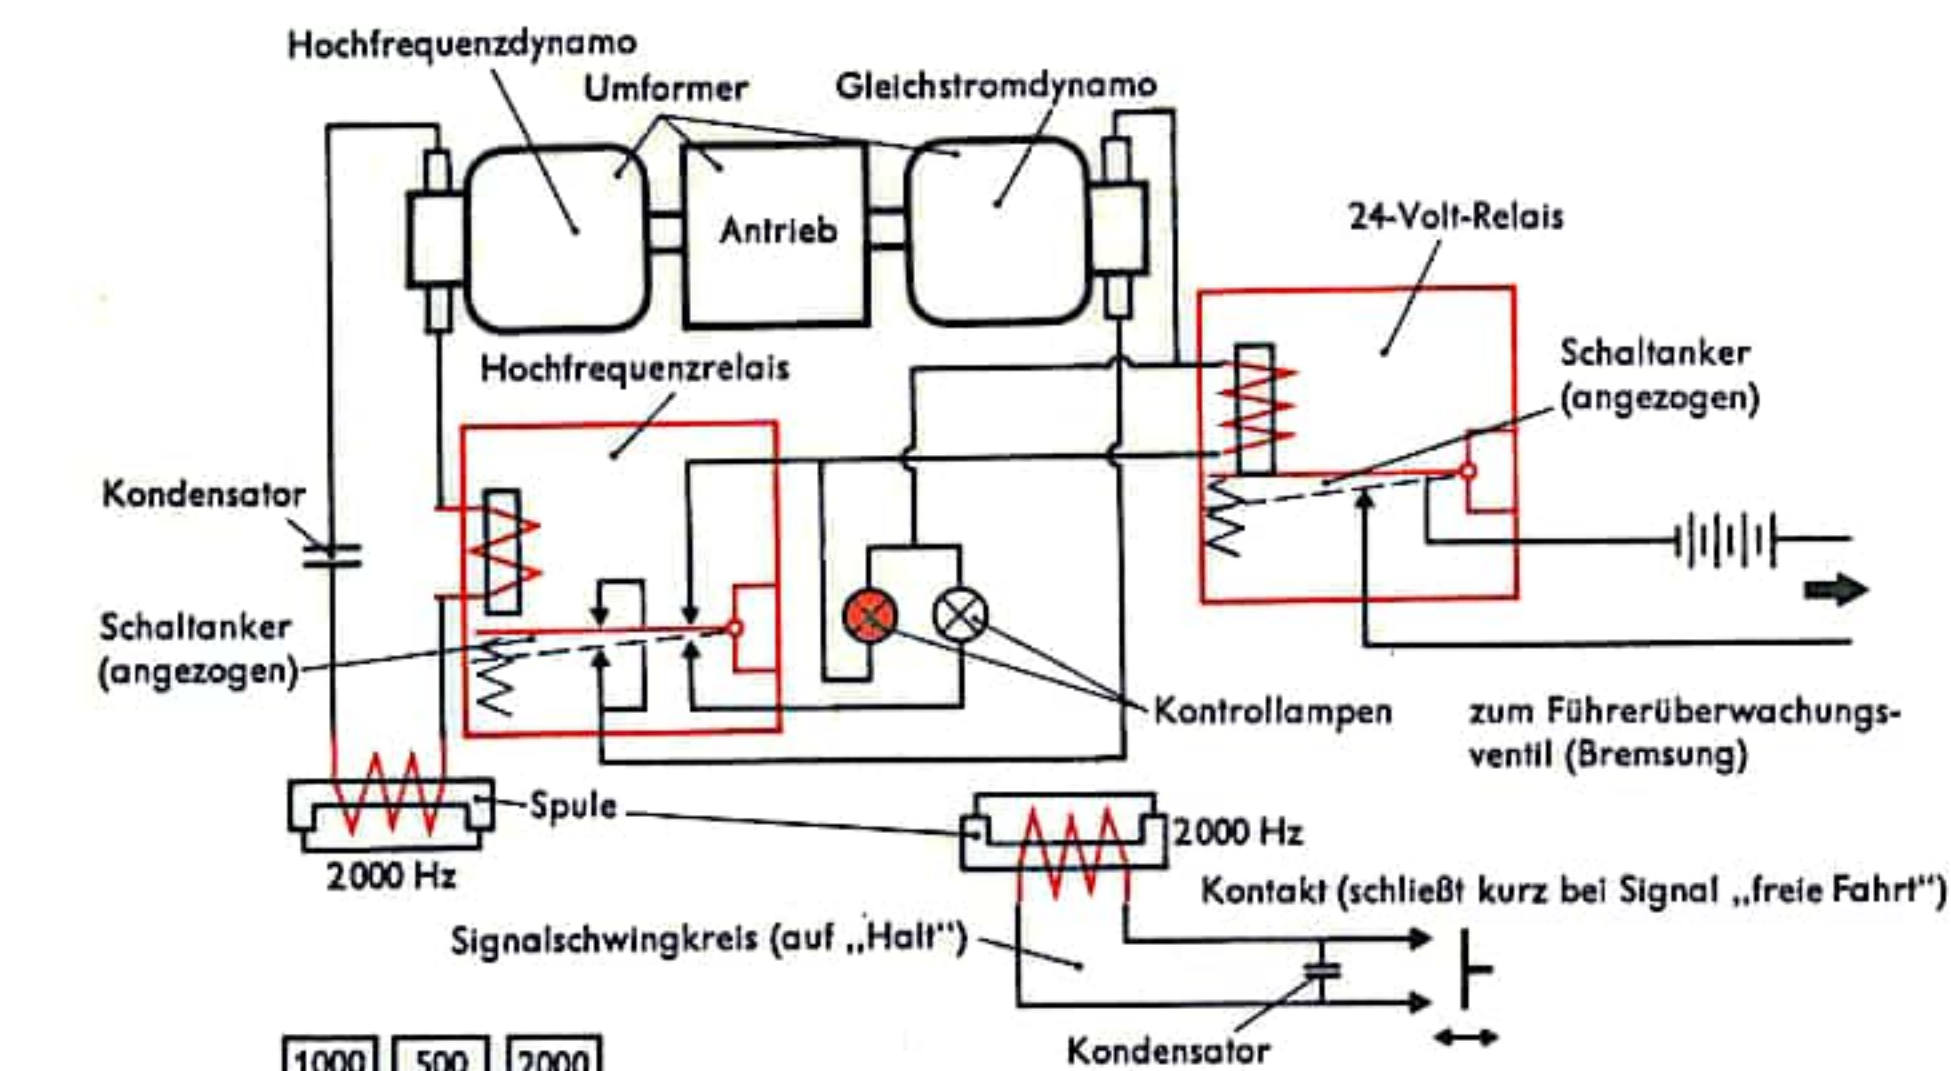 Hochfrequenzdynamo
Umformer
Gleichstromdynamo
Antrieb
24-Volt-Relais
Hochfrequenzrelais
Schaltanker
(angezogen)
Kondensator
Schaltanker
(angezogen)
Kontrollampen
zum Führerüberwachungs-
ventil (Bremsung)
Spule
2000 Hz
2000 Hz
Kontakt (schließt kurz bei Signal „freie Fahrt“)
Signalschwingkreis (auf „Halt“)
Kondensator
1000 500 2000